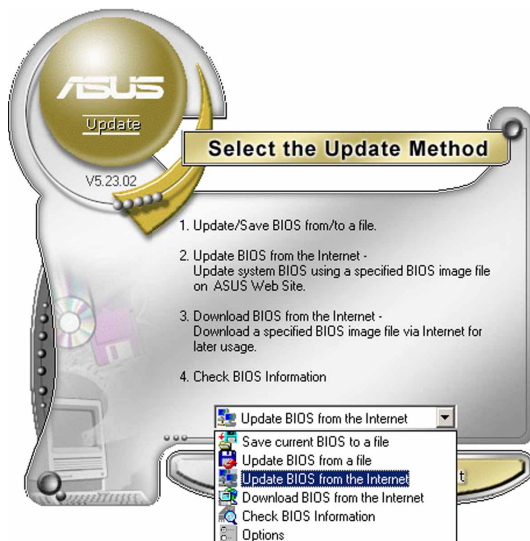 ASUS
Update
V5.23.02
Select the Update Method
1. Update/Save BIOS from/to a file.
2. Update BIOS from the Internet -
Update system BIOS using a specified BIOS image file
on ASUS Web Site.
3. Download BIOS from the Internet -
Download a specified BIOS image file via Internet for
later usage.
4. Check BIOS Information
Update BIOS from the Internet
Save current BIOS to a file
Update BIOS from a file
Update BIOS from the Internet
Download BIOS from the Internet
Check BIOS Information
Options